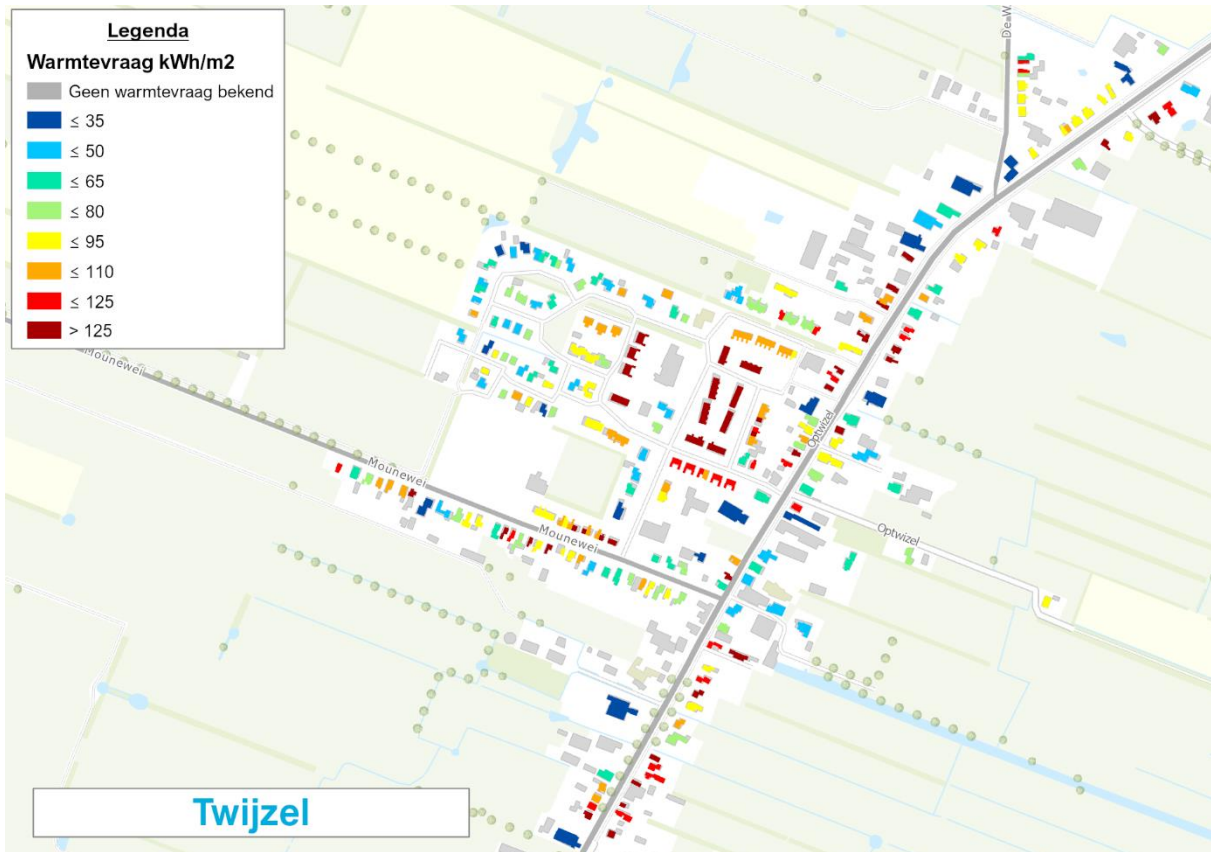 Legenda
Warmtevraag kWh/m2
Geen warmtevraag bekend
≤ 35
≤ 50
≤ 65
≤ 80
≤ 95
≤ 110
≤ 125
> 125
De W
Mounewei
Mounewei
Mounewei
Optwizel
Optwizel
Twijzel